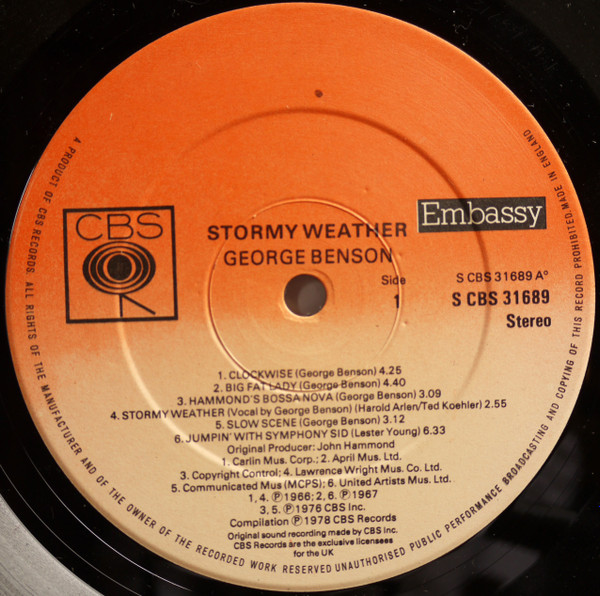 CBS
STORMY WEATHER
GEORGE BENSON
Embassy
Side
1
S CBS 31689 Aº
S CBS 31689
Stereo
1. CLOCKWISE (George Benson) 4.25
2. BIG FAT LADY (George Benson) 4.40
3. HAMMOND'S BOSSA NOVA (George Benson) 3.09
4. STORMY WEATHER (Vocal by George Benson) (Harold Arlen/Ted Koehler) 2.55
5. SLOW SCENE (George Benson) 3.12
6. JUMPIN' WITH SYMPHONY SID (Lester Young) 6.33
Original Producer: John Hammond
1. Carlin Mus. Corp.; 2. April Mus. Ltd.
3. Copyright Control; 4. Lawrence Wright Mus. Co. Ltd.
5. Communicated Mus (MCPS); 6. United Artists Mus. Ltd.
1, 4. ℗ 1966; 2, 6. ℗ 1967
3, 5. ℗ 1976 CBS Inc.
Compilation ℗ 1978 CBS Records
Original sound recording made by CBS Inc.
CBS Records are the exclusive licensees
for the UK
A PRODUCT OF CBS RECORDS. ALL RIGHTS OF THE MANUFACTURER AND OF THE OWNER OF THE RECORDED WORK RESERVED UNAUTHORISED PUBLIC PERFORMANCE BROADCASTING AND COPYING OF THIS RECORD PROHIBITED. MADE IN ENGLAND